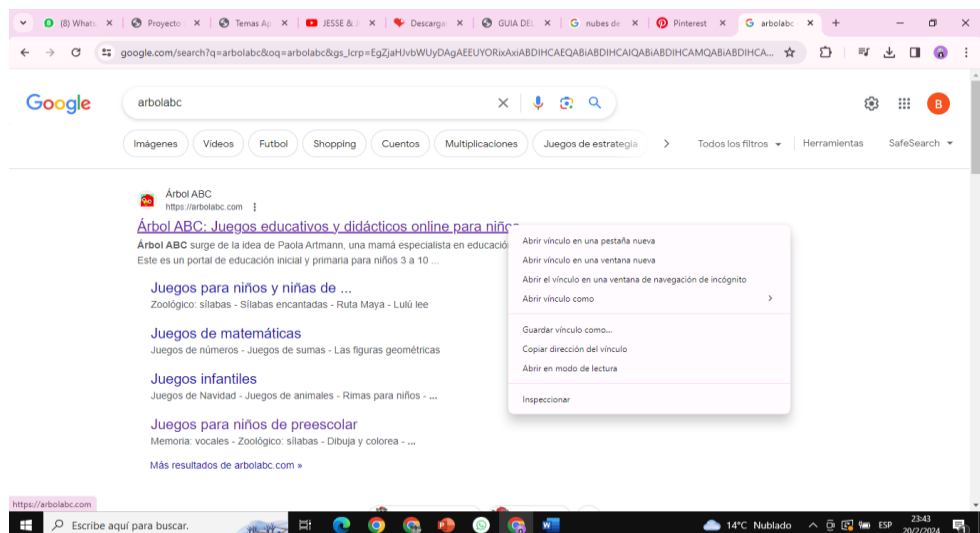 (8) Whats
Proyecto
Temas Ap
JESSE & J
Descargar
GUIA DEL
nubes de
Pinterest
arbolabc
google.com/search?q=arbolabc&oq=arbolabc&gs_lcrp=EgZjaHJvbWUyDAgAEEUYORixAxiABDIHCAEQABiABDIHCAIQABiABDIHCAMQABiABDIHCA...
Google
arbolabc
B
Imágenes
Vídeos
Futbol
Shopping
Cuentos
Multiplicaciones
Juegos de estrategia
Todos los filtros
Herramientas
SafeSearch
Árbol ABC
https://arbolabc.com
Árbol ABC: Juegos educativos y didácticos online para niños
Árbol ABC surge de la idea de Paola Artmann, una mamá especialista en educació
Este es un portal de educación inicial y primaria para niños 3 a 10 ...
Juegos para niños y niñas de ...
Zoológico: sílabas - Sílabas encantadas - Ruta Maya - Lulú lee
Juegos de matemáticas
Juegos de números - Juegos de sumas - Las figuras geométricas
Juegos infantiles
Juegos de Navidad - Juegos de animales - Rimas para niños - ...
Juegos para niños de preescolar
Memoria: vocales - Zoológico: sílabas - Dibuja y colorea - ...
Más resultados de arbolabc.com »
Abrir vínculo en una pestaña nueva
Abrir vínculo en una ventana nueva
Abrir el vínculo en una ventana de navegación de incógnito
Abrir vínculo como
Guardar vínculo como...
Copiar dirección del vínculo
Abrir en modo de lectura
Inspeccionar
https://arbolabc.com
Escribe aquí para buscar.
14°C Nublado
ESP
23:43
20/2/2024